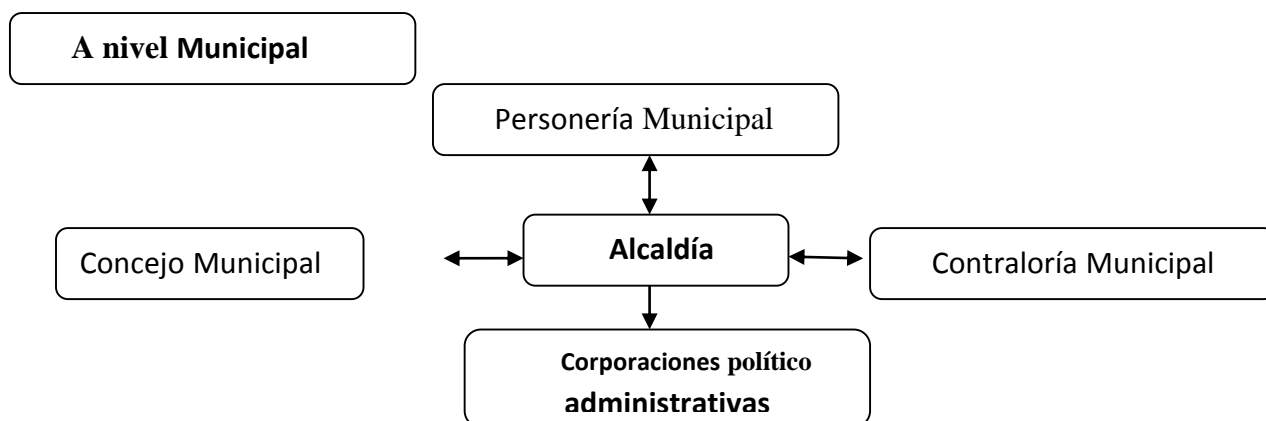 A nivel Municipal
Personería Municipal
Concejo Municipal
Alcaldía
Contraloría Municipal
Corporaciones político
administrativas